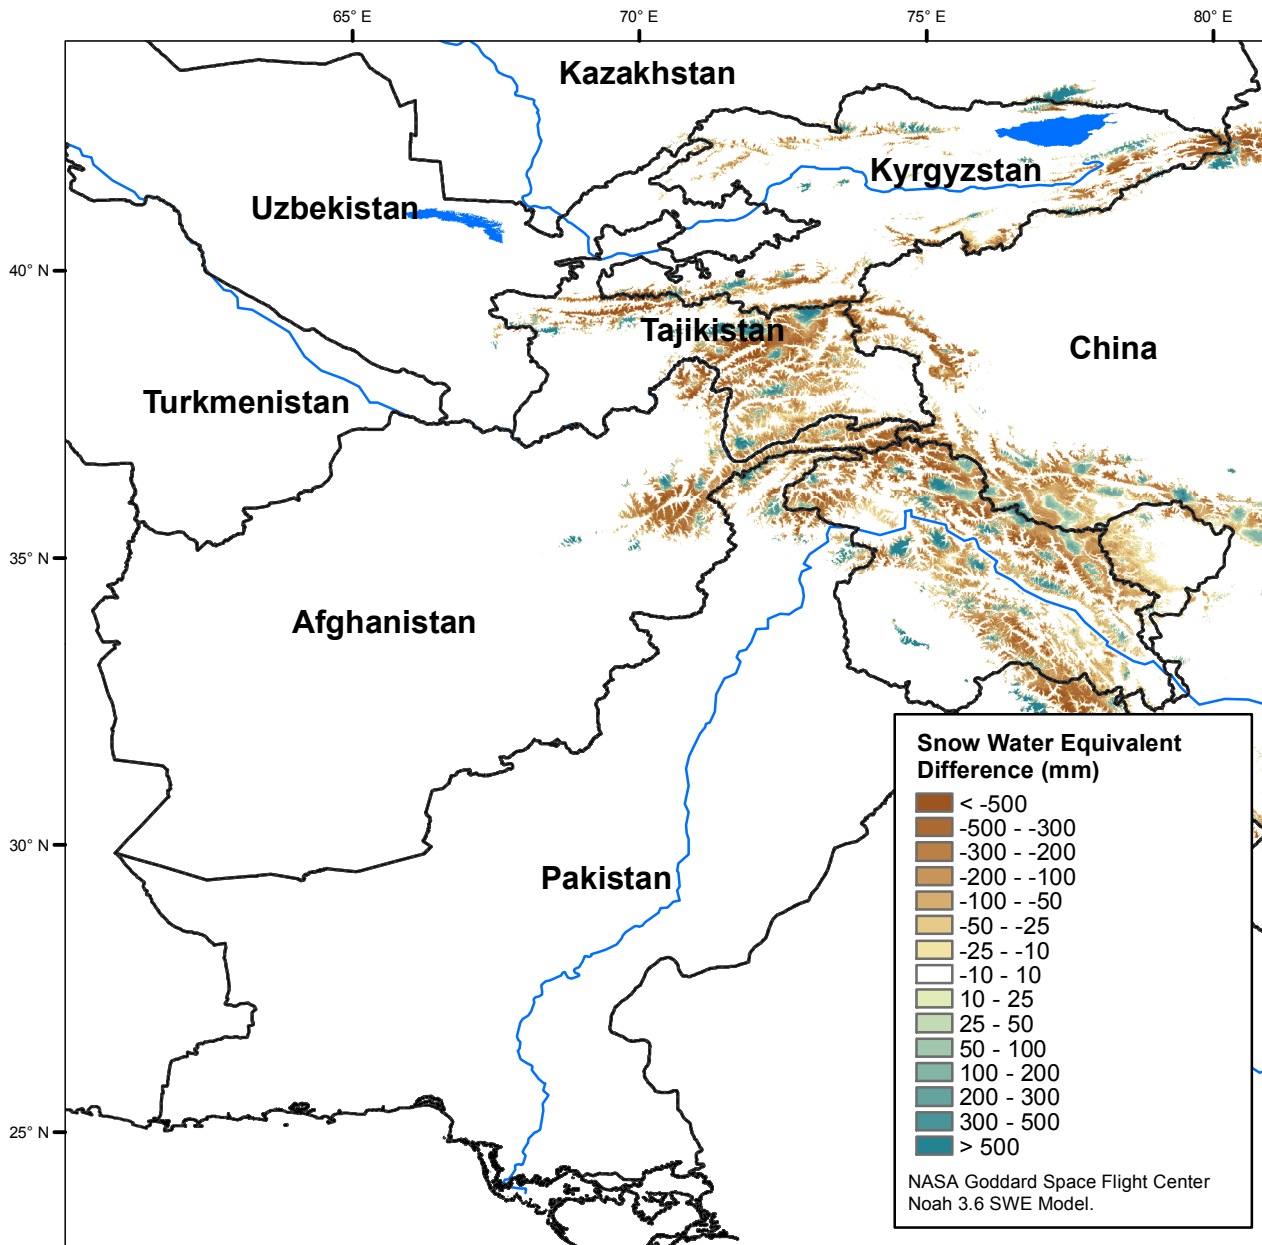 65° E
70° E
75° E
80° E
Kazakhstan
Kyrgyzstan
Uzbekistan
40° N
Tajikistan
China
Turkmenistan
35° N
Afghanistan
30° N
Pakistan
25° N
Snow Water Equivalent
Difference (mm)
< -500
-500 - -300
-300 - -200
-200 - -100
-100 - -50
-50 - -25
-25 - -10
-10 - 10
10 - 25
25 - 50
50 - 100
100 - 200
200 - 300
300 - 500
> 500
NASA Goddard Space Flight Center
Noah 3.6 SWE Model.